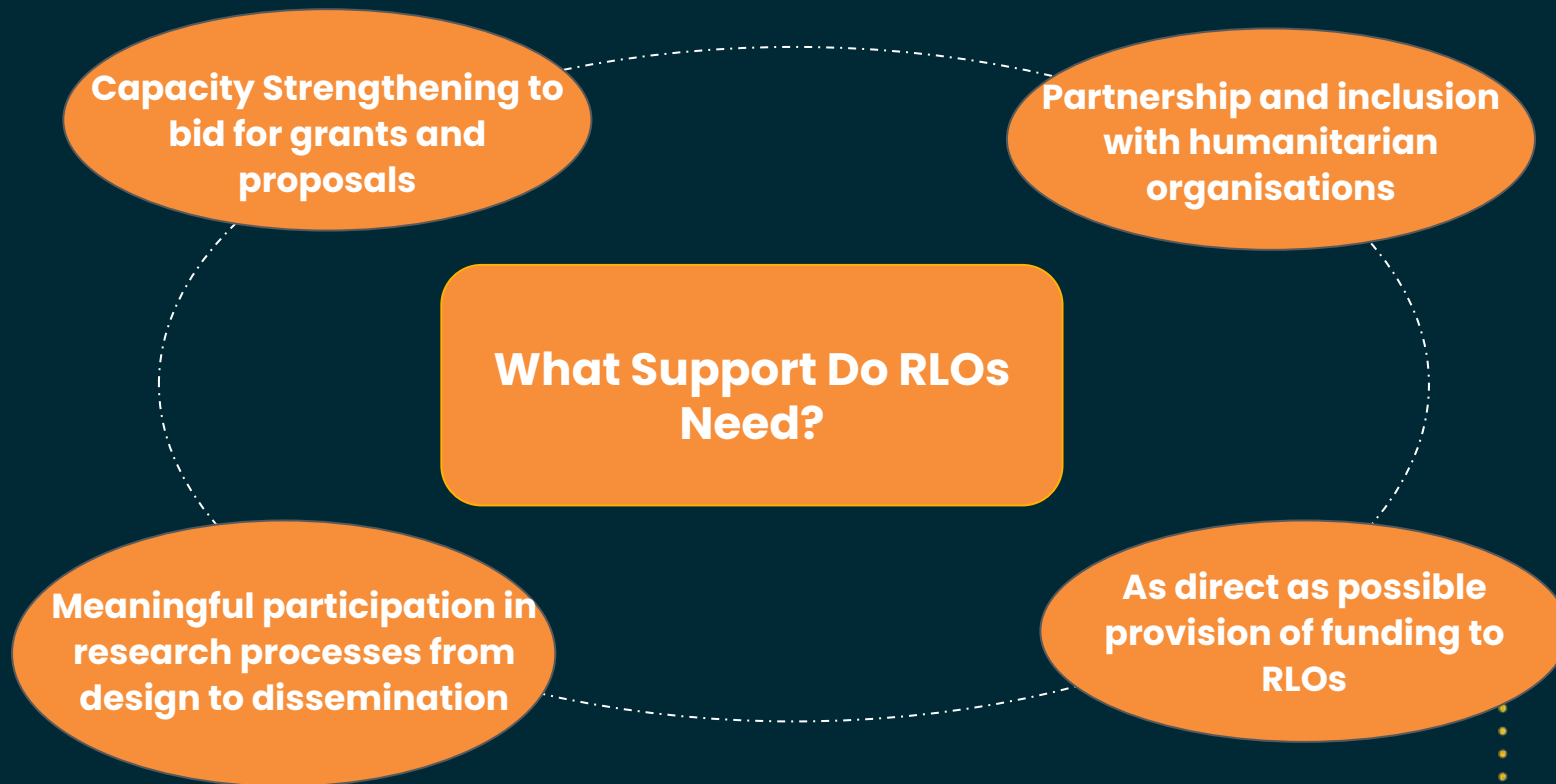 Capacity Strengthening to
bid for grants and
proposals
Partnership and inclusion
with humanitarian
organisations
What Support Do RLOs
Need?
Meaningful participation in
research processes from
design to dissemination
As direct as possible
provision of funding to
RLOs